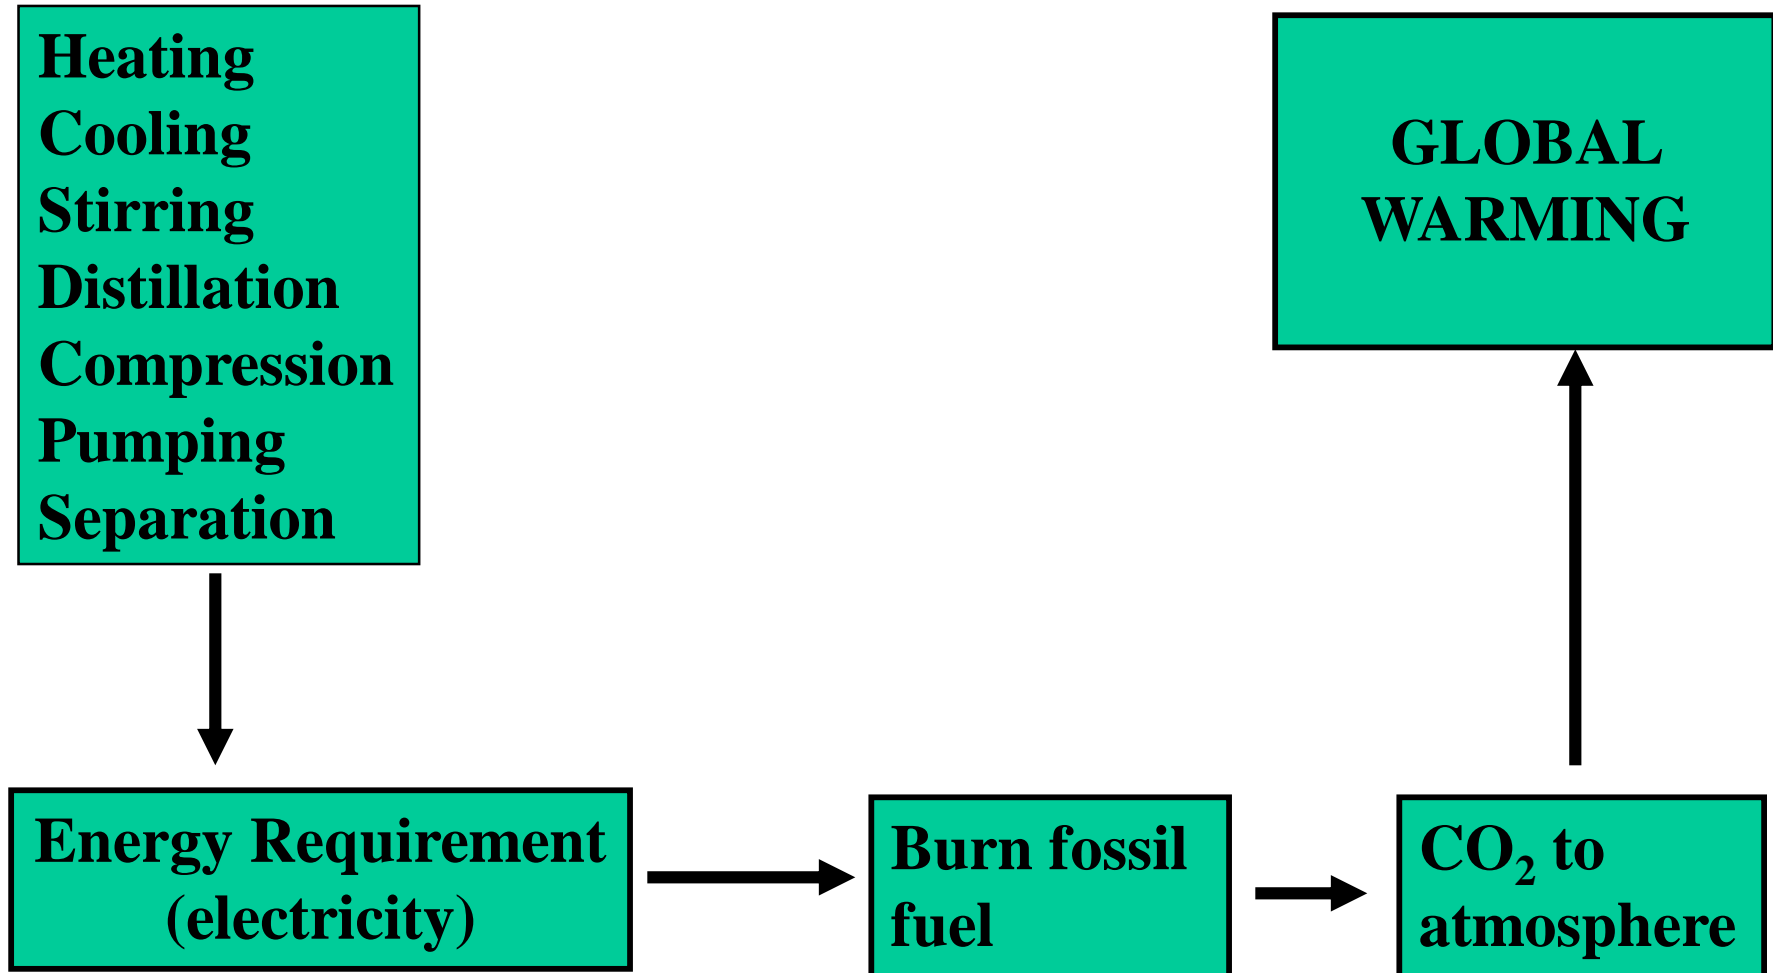 Heating
Cooling
Stirring
Distillation
Compression
Pumping
Separation
Energy Requirement
(electricity)
Burn fossil
fuel
CO₂ to
atmosphere
GLOBAL
WARMING